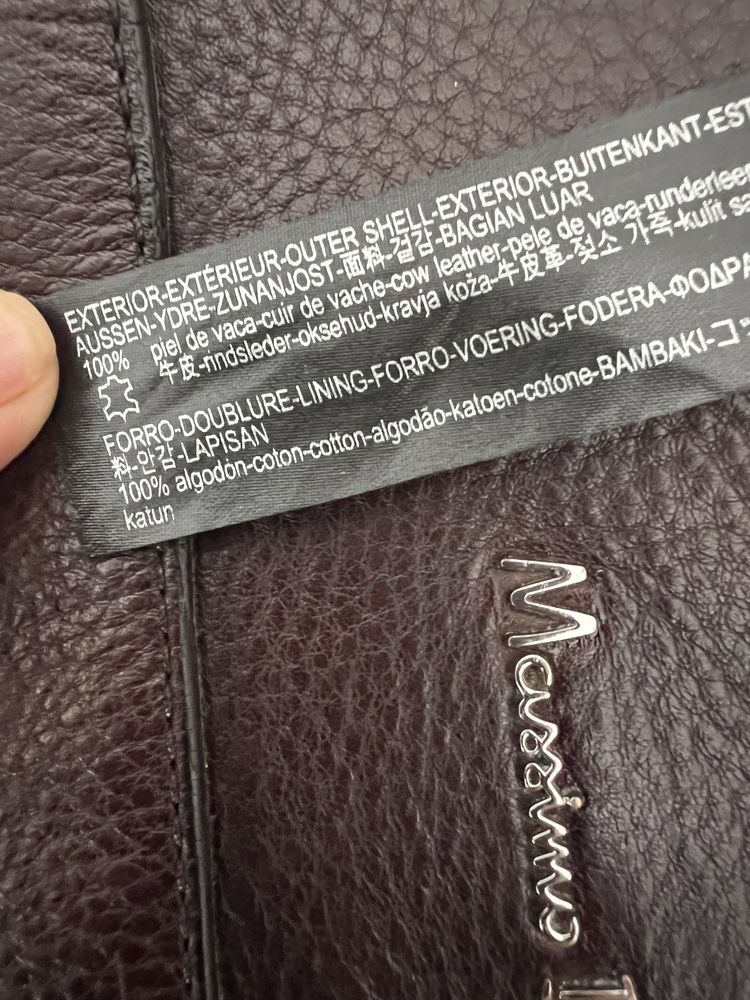 EXTERIOR-EXTÉRIEUR-OUTER SHELL-EXTERIOR-BUITENKANT-EST
AUSSEN-YDRE-ZUNANJOST-面料-겉감-BAGIAN LUAR
100% piel de vaca-cuir de vache-cow leather-pele de vaca-runderleer
牛皮-rindsleder-oksehud-kravja koža-牛皮革-젖소 가죽-kulit sa
FORRO-DOUBLURE-LINING-FORRO-VOERING-FODERA-ΦΟΔΡΑ
料-안감-LAPISAN
100% algodón-coton-cotton-algodão-katoen-cotone-BAMBAKI-コ
katun
Massimo